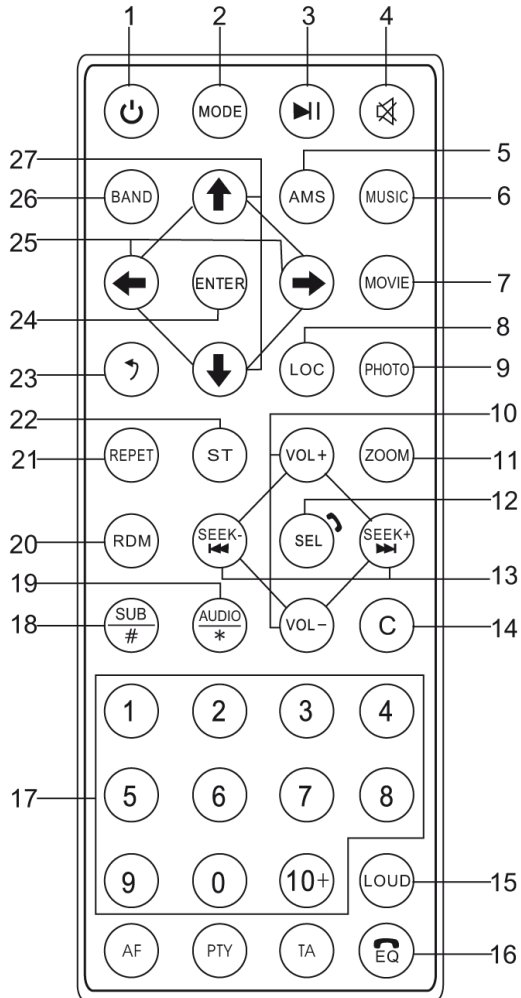 1 2 3 4
MODE
27 5
26 BAND AMS MUSIC 6
25
ENTER MOVIE 7
24 8
23 LOC PHOTO 9
22 10
21 REPET ST VOL+ ZOOM 11
12
20 RDM SEEK- SEL SEEK+
19 13
18 SUB # AUDIO * VOL- C 14
1 2 3 4
17 5 6 7 8
9 0 10+ LOUD 15
AF PTY TA EQ 16